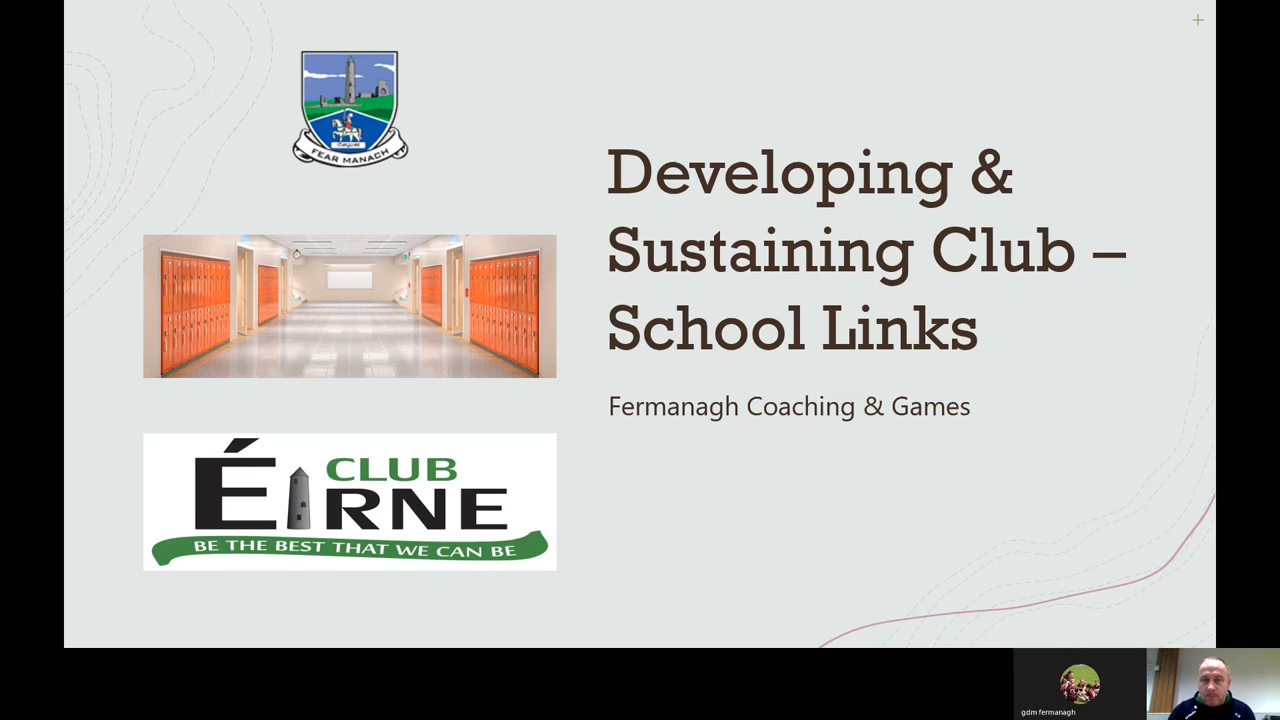 FEAR MANACH
Developing &
Sustaining Club –
School Links
Fermanagh Coaching & Games
CLUB
ÉIRNE
BE THE BEST THAT WE CAN BE
gdm fermanagh